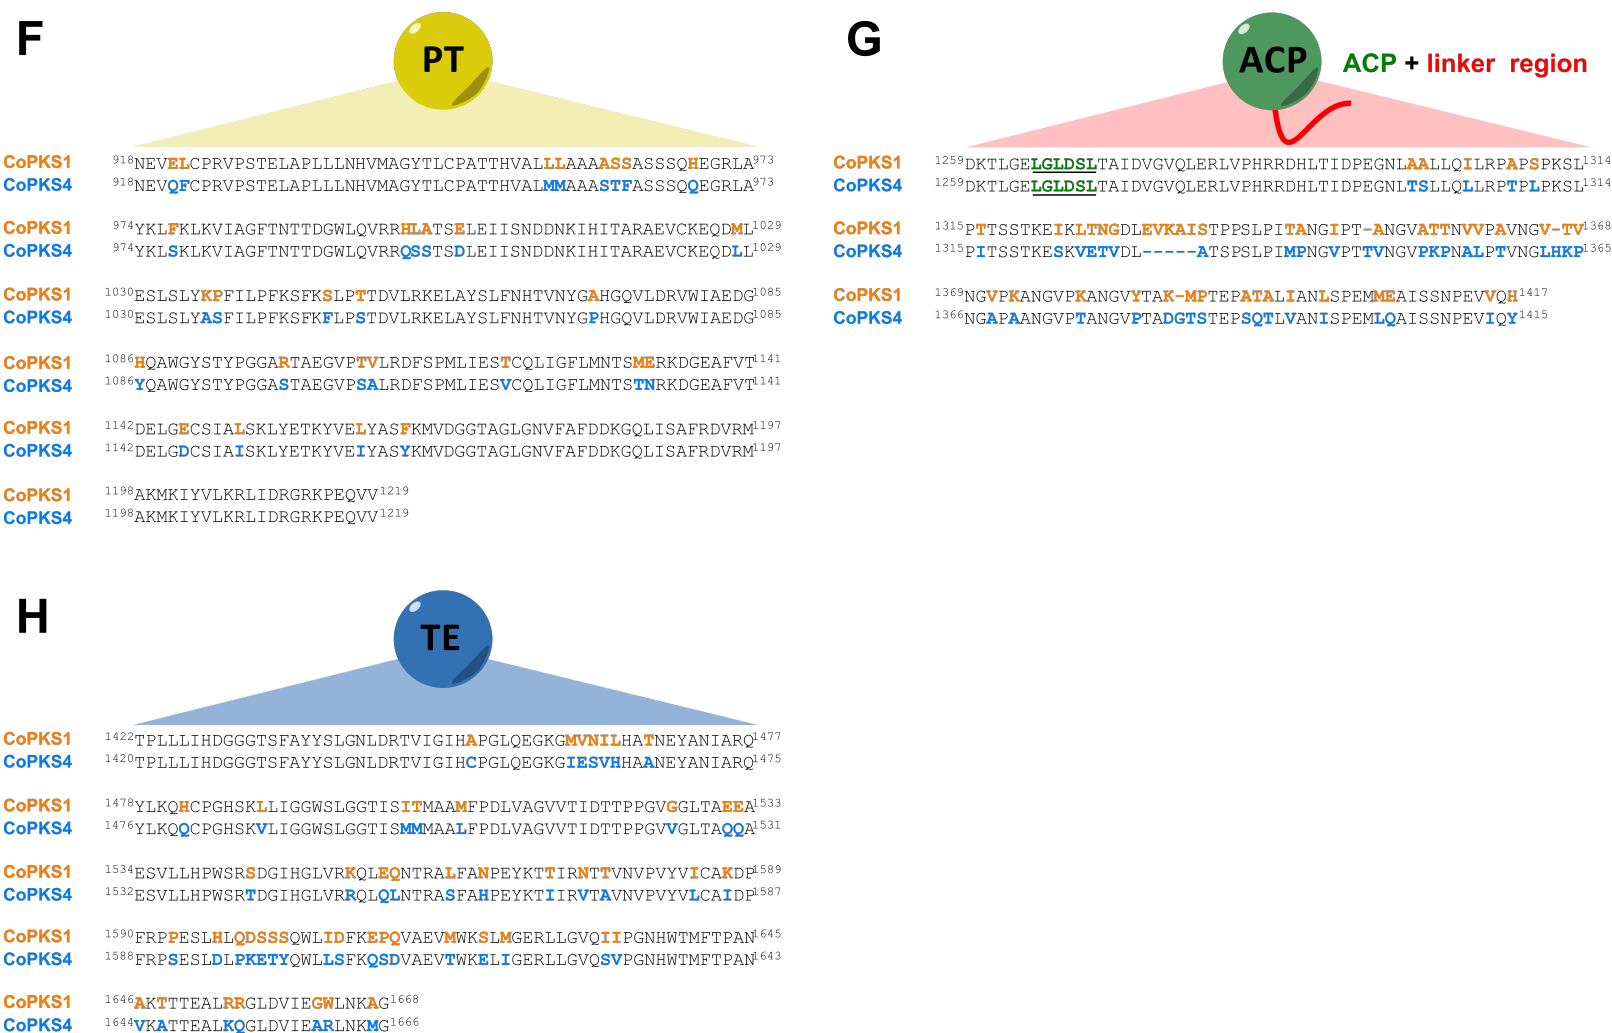 F
PT
CoPKS1 918NEVELCPRVPSTELAPLLLNHVMAGYTLCPATTHVALLLAAAASSASSSQHEGRLA973
CoPKS4 918NEVQFCPRVPSTELAPLLLNHVMAGYTLCPATTHVALMMAAASTFASSSQQEGRLA973
CoPKS1 974YKLFKLKVIAGFTNTTDGWLQVRRHLATSELEIISNDDNKIHITARAEVCKEQDML1029
CoPKS4 974YKLSKLKVIAGFTNTTDGWLQVRRQSSTSDLEIISNDDNKIHITARAEVCKEQDLL1029
CoPKS1 1030ESLSLYKPFILPFKSFKSLPTTDVLRKELAYSLFNHTVNYGAHGQVLDRVWIAEDG1085
CoPKS4 1030ESLSLYASFILPFKSFKFLPSTDVLRKELAYSLFNHTVNYGPHGQVLDRVWIAEDG1085
CoPKS1 1086HQAWGYSTYPGGARTAEGVPTVLRDFSPMLIESTCQLIGFLMNTSMERKDGEAFVT1141
CoPKS4 1086YQAWGYSTYPGGASTAEGVPSALRDFSPMLIESVCQLIGFLMNTSTNRKDGEAFVT1141
CoPKS1 1142DELGECSIALSKLYETKYVELYASFKMVDGGTAGLGNVFAFDDKGQLISAFRDVRM1197
CoPKS4 1142DELGDCSIAISKLYETKYVEIYASYKMVDGGTAGLGNVFAFDDKGQLISAFRDVRM1197
CoPKS1 1198AKMKIYVLKRLIDRGRKPEQVV1219
CoPKS4 1198AKMKIYVLKRLIDRGRKPEQVV1219
G
ACP
ACP + linker region
CoPKS1 1259DKTLGELGLDSLTAIDVGVQLERLVPHRRDHLTIDPEGNLAALLQILRPAPSPKSL1314
CoPKS4 1259DKTLGELGLDSLTAIDVGVQLERLVPHRRDHLTIDPEGNLTSLLQLLRPTPLPKSL1314
CoPKS1 1315PTTSSTKEIKLTNGDLEVKAISTPPSLPITANGIPT-ANGVATTNVVPAVNGV-TV1368
CoPKS4 1315PITSSTKESKVETVDL-----ATSPSLPIMPNGVPTTVNGVPKPNALPTVNGLHKP1365
CoPKS1 1369NGVPKANGVPKANGVYTAK-MPTEPATALIANLSPEMMEAISSNPEVVQH1417
CoPKS4 1366NGAPAANGVPTANGVPTADGTSTEPSQTLVANISPEMLQAISSNPEVIQY1415
H
TE
CoPKS1 1422TPLLLIHDGGGTSFAYYSLGNLDRTVIGIHAPGLQEGKGMVNILHATNEYANIARQ1477
CoPKS4 1420TPLLLIHDGGGTSFAYYSLGNLDRTVIGIHCPGLQEGKGIESVHHAANEYANIARQ1475
CoPKS1 1478YLKQHCPGHSKLLIGGWSLGGTISITMAAMFPDLVAGVVTIDTTPPGVGGLTAEEA1533
CoPKS4 1476YLKQQCPGHSKVLIGGWSLGGTISMMMAALFPDLVAGVVTIDTTPPGVVGLTAQQA1531
CoPKS1 1534ESVLLHPWSRSDGIHGLVRKQLEQNTRALFANPEYKTTIRNTTVNVPVYVICAKDP1589
CoPKS4 1532ESVLLHPWSRTDGIHGLVRRQLQLNTRASFAHPEYKTIIRVTAVNVPVYVLCAIDP1587
CoPKS1 1590FRPPESLHLQDSSSQWLIDFKEPQVAEVMWKSLMGERLLGVQIIPGNHWTMFTPAN1645
CoPKS4 1588FRPSESLDLPKETYQWLLSFKQSDVAEVTWKELIGERLLGVQSVPGNHWTMFTPAN1643
CoPKS1 1646AKTTTEALRRGLDVIEGWLNKAG1668
CoPKS4 1644VKATTEALKQGLDVIEARLNKMG1666